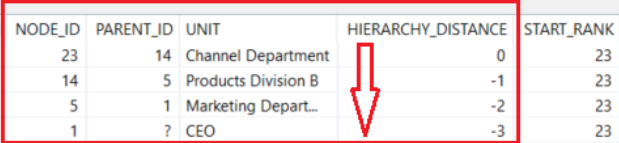 NODE_ID PARENT_ID UNIT HIERARCHY_DISTANCE START_RANK
23 14 Channel Department 0 23
14 5 Products Division B -1 23
5 1 Marketing Depart... -2 23
1 ? CEO -3 23